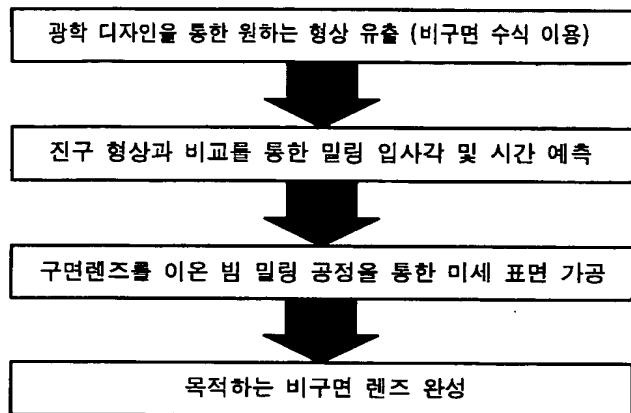 광학 디자인을 통한 원하는 형상 유출 (비구면 수식 이용)
진구 형상과 비교를 통한 밀링 입사각 및 시간 예측
구면렌즈를 이온 빔 밀링 공정을 통한 미세 표면 가공
목적하는 비구면 렌즈 완성